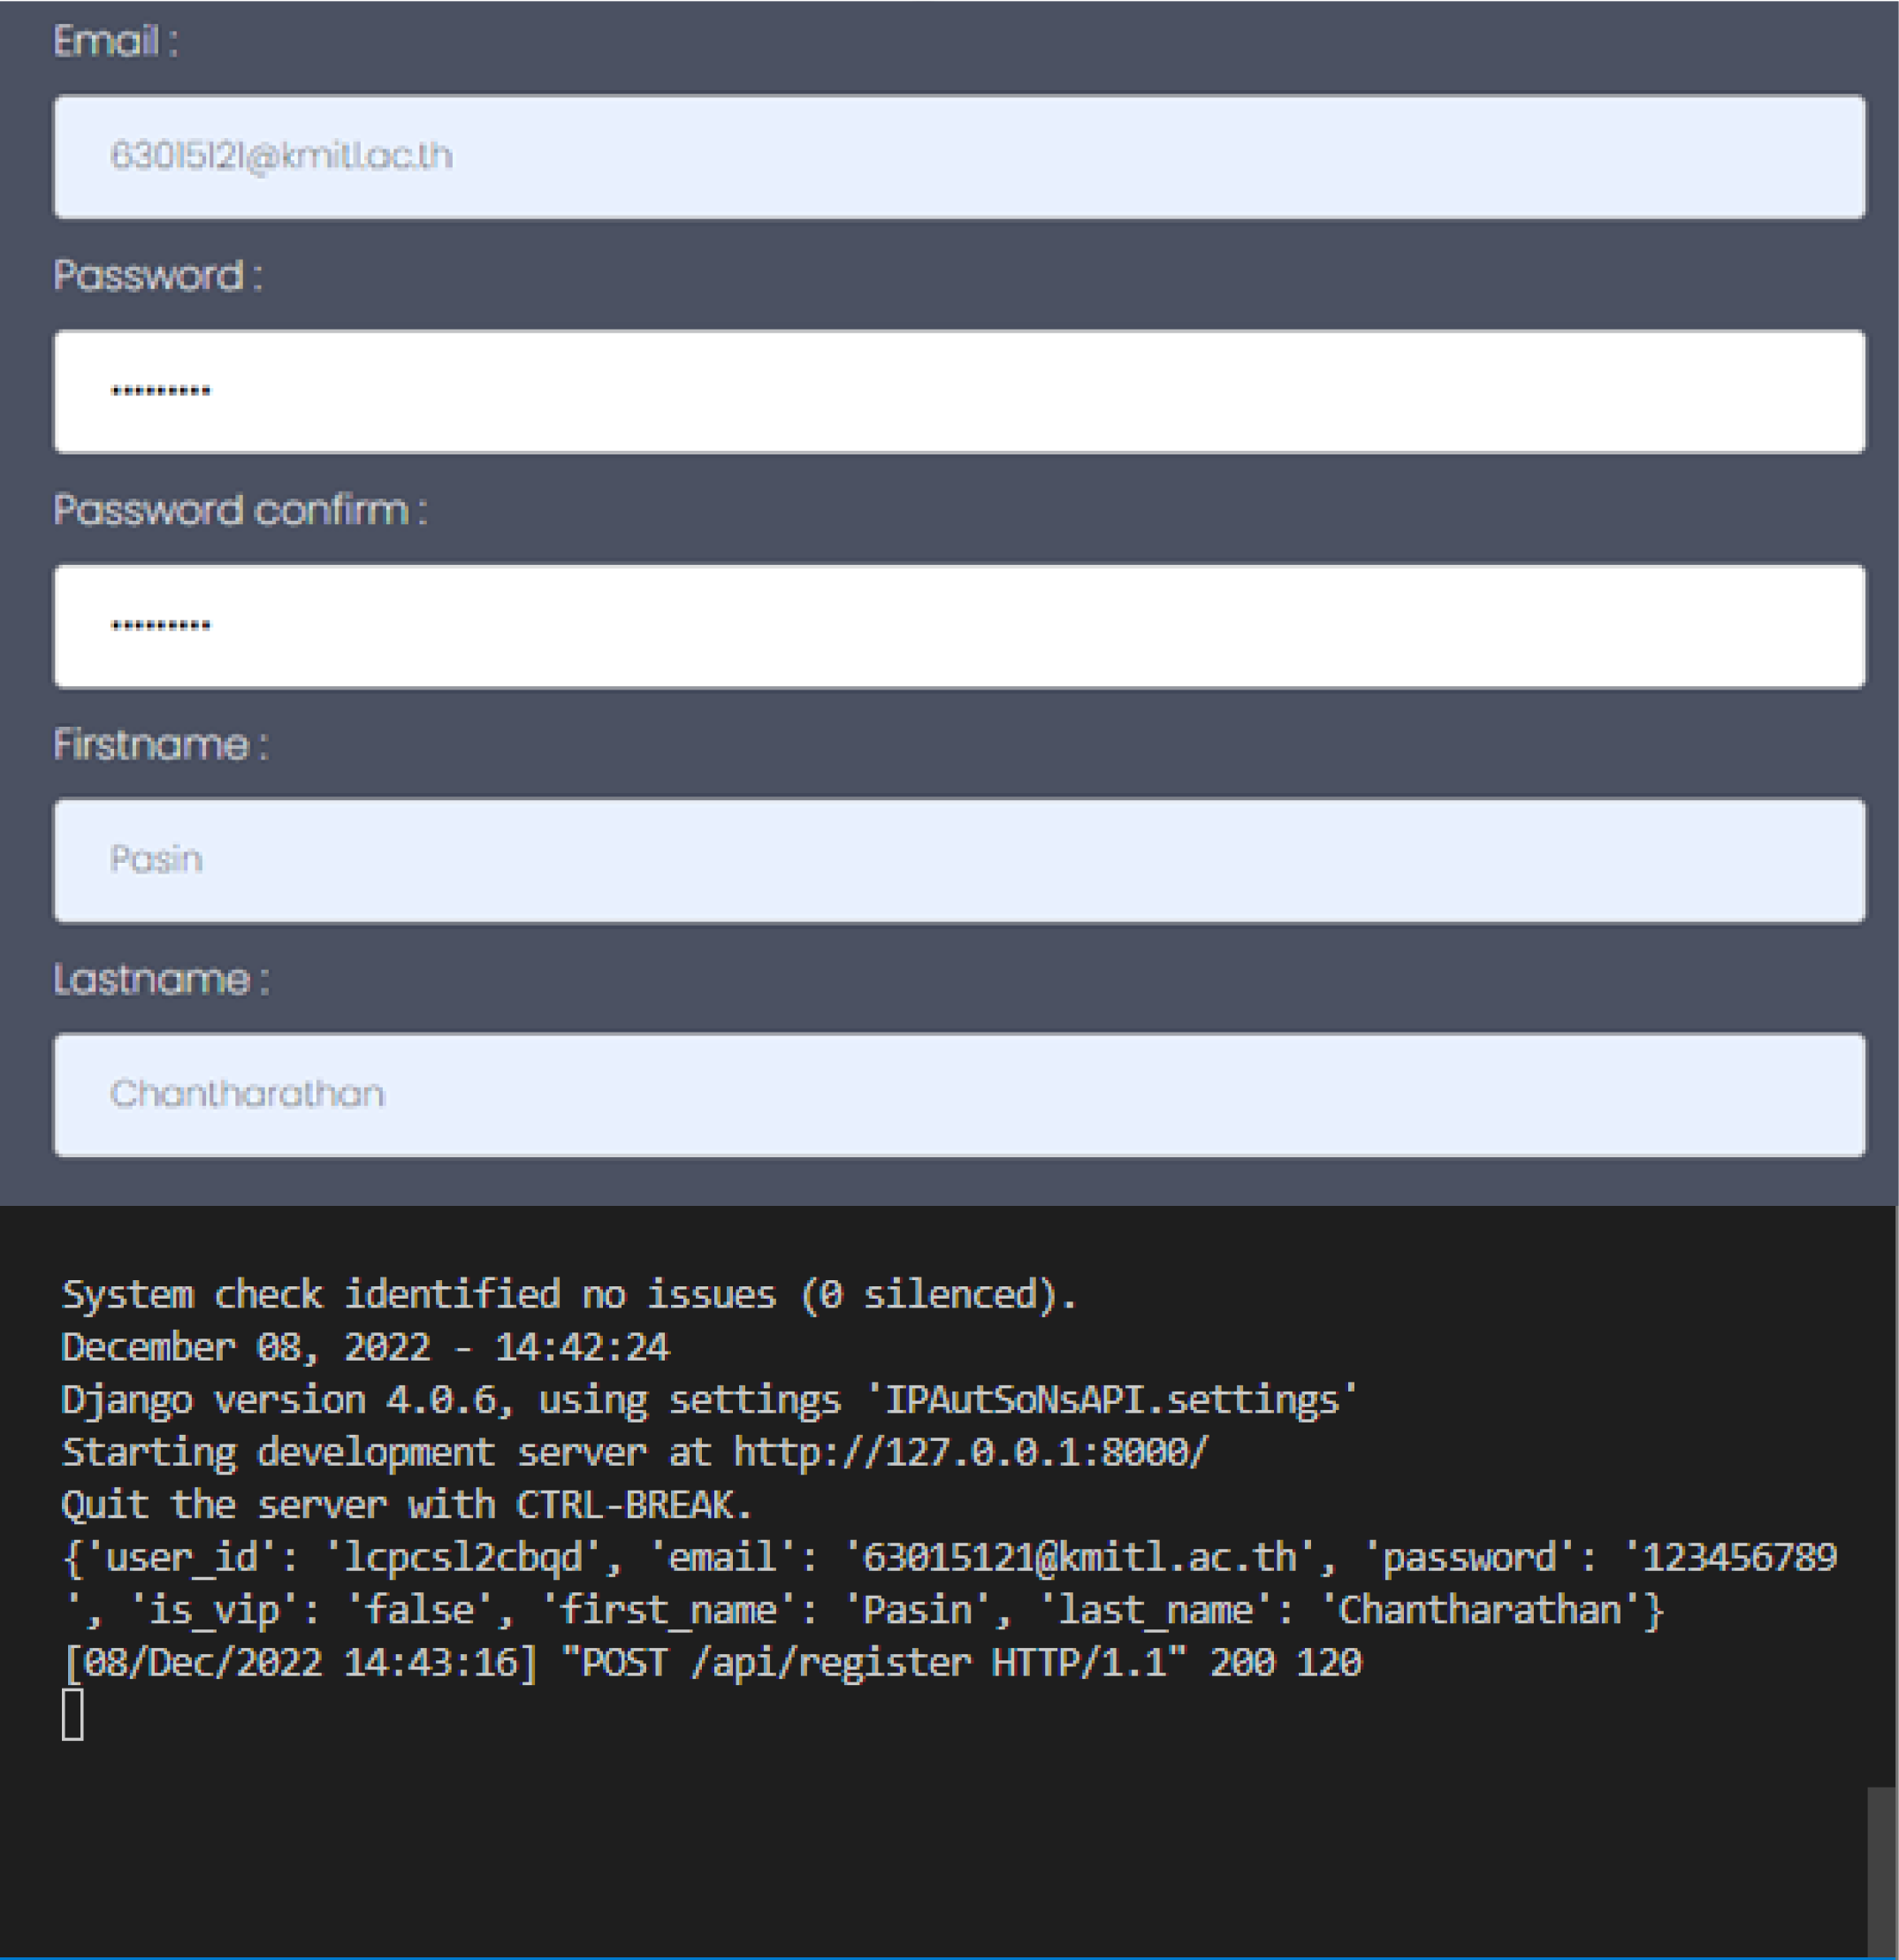 Email :
63015121@kmitl.ac.th
Password :
•••••••••
Password confirm :
•••••••••
Firstname :
Pasin
Lastname :
Chantharathan
System check identified no issues (0 silenced).
December 08, 2022 - 14:42:24
Django version 4.0.6, using settings 'IPAutSoNsAPI.settings'
Starting development server at http://127.0.0.1:8000/
Quit the server with CTRL-BREAK.
{'user_id': 'lcpcsl2cbqd', 'email': '63015121@kmitl.ac.th', 'password': '123456789
', 'is_vip': 'false', 'first_name': 'Pasin', 'last_name': 'Chantharathan'}
[08/Dec/2022 14:43:16] "POST /api/register HTTP/1.1" 200 120